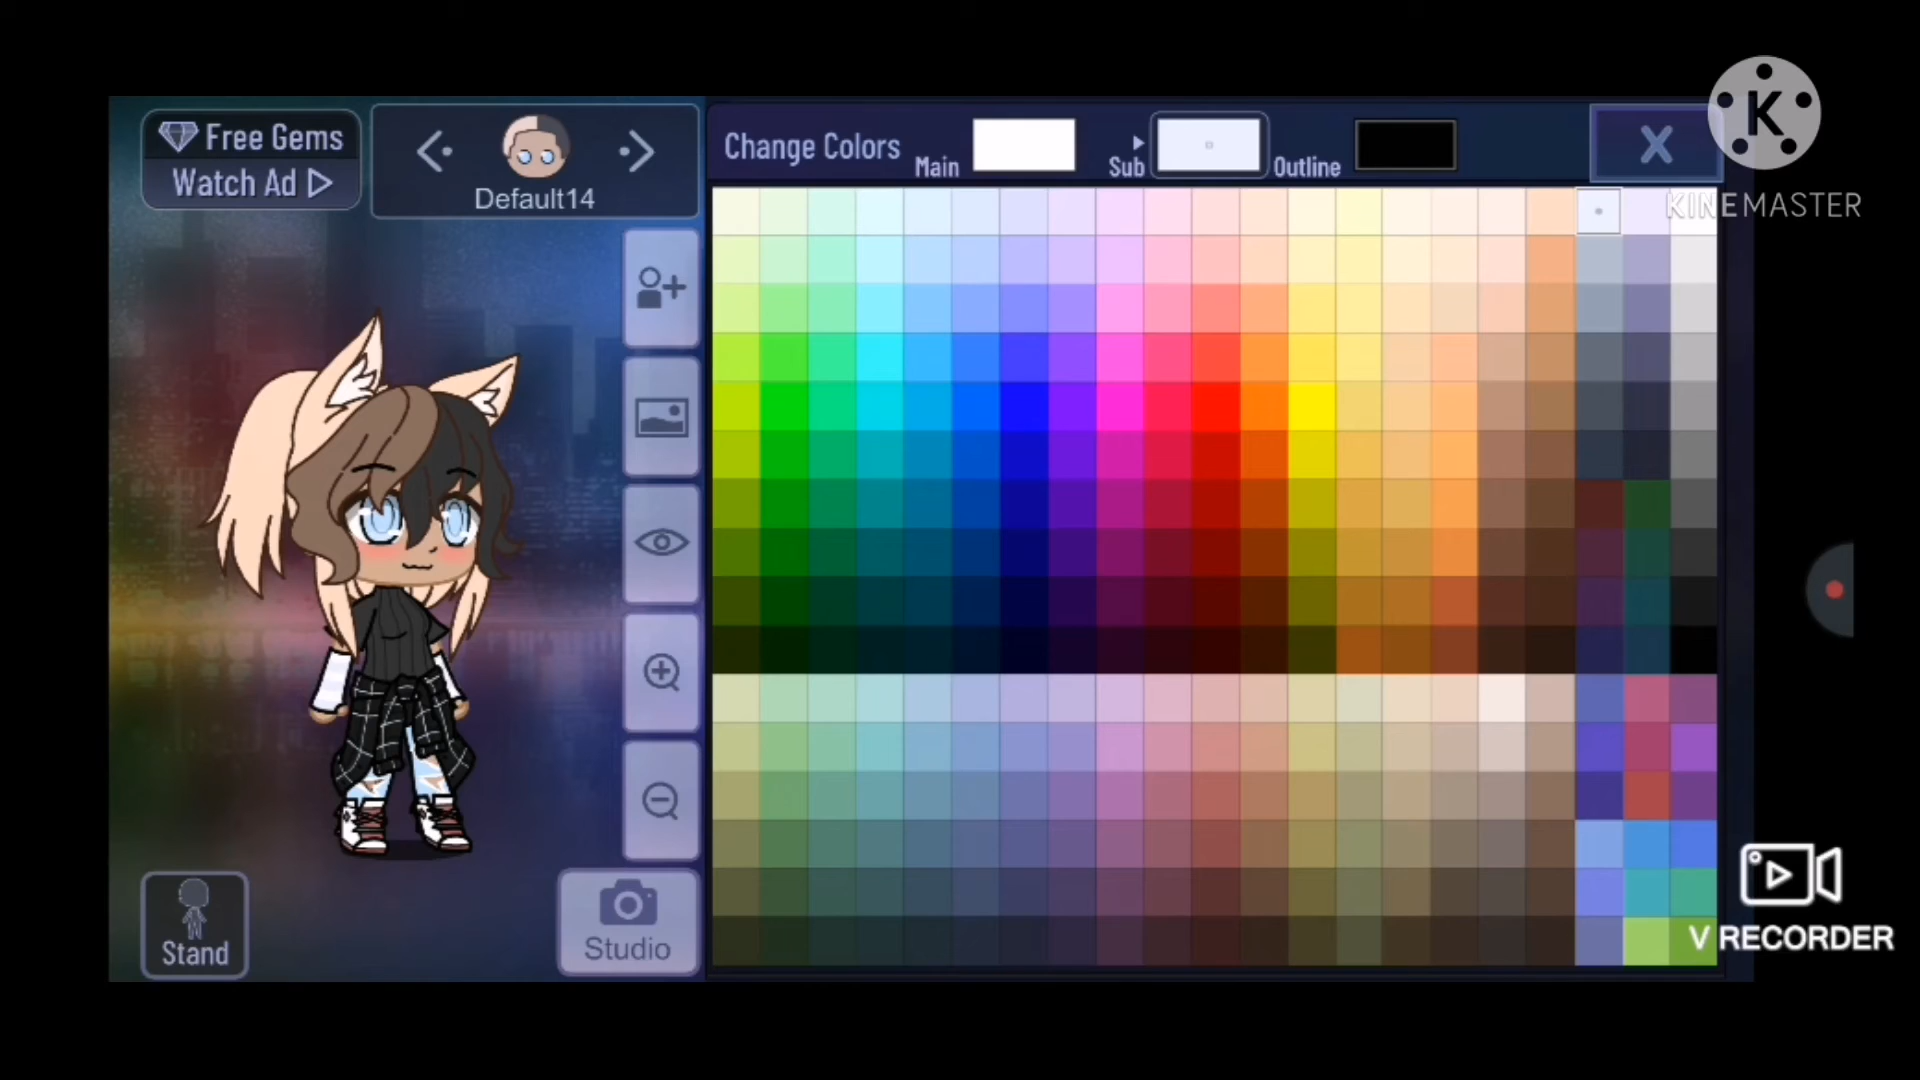 Free Gems
Watch Ad
Default14
Change Colors
Main
Sub
Outline
X
K
KINEMASTER
Stand
Studio
V RECORDER